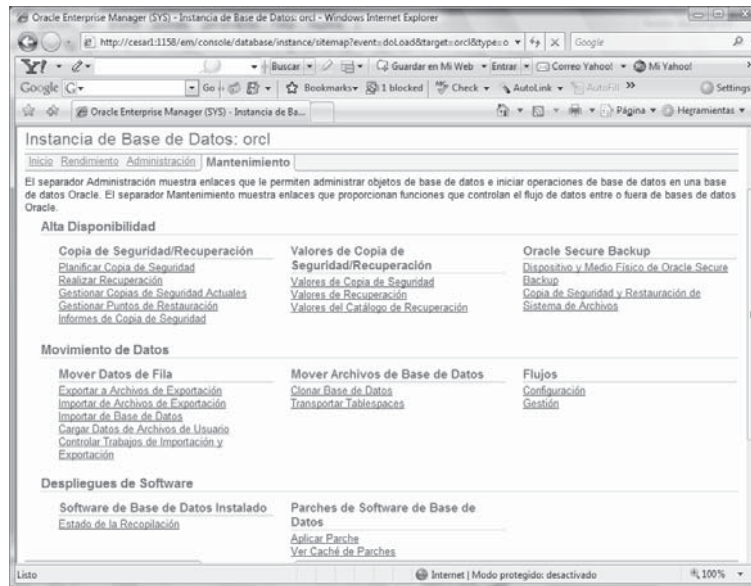 Oracle Enterprise Manager (SYS) - Instancia de Base de Datos: orcl - Windows Internet Explorer
http://cesar1:1158/em/console/database/instance/sitemap?event=doLoad&target=orcl&type=o
Google
Buscar
Guardar en Mi Web
Entrar
Correo Yahoo!
Mi Yahoo!
Google
Go
Bookmarks
1 blocked
Check
AutoLink
AutoFill
Settings
Oracle Enterprise Manager (SYS) - Instancia de Ba...
Página
Herramientas
Instancia de Base de Datos: orcl
Inicio Rendimiento Administración Mantenimiento
El separador Administración muestra enlaces que le permiten administrar objetos de base de datos e iniciar operaciones de base de datos en una base
de datos Oracle. El separador Mantenimiento muestra enlaces que proporcionan funciones que controlan el flujo de datos entre o fuera de bases de datos
Oracle.
Alta Disponibilidad
Copia de Seguridad/Recuperación
Planificar Copia de Seguridad
Realizar Recuperación
Gestionar Copias de Seguridad Actuales
Gestionar Puntos de Restauración
Informes de Copia de Seguridad
Valores de Copia de
Seguridad/Recuperación
Valores de Copia de Seguridad
Valores de Recuperación
Valores del Catálogo de Recuperación
Oracle Secure Backup
Dispositivo y Medio Físico de Oracle Secure
Backup
Copia de Seguridad y Restauración de
Sistema de Archivos
Movimiento de Datos
Mover Datos de Fila
Exportar a Archivos de Exportación
Importar de Archivos de Exportación
Importar de Base de Datos
Cargar Datos de Archivos de Usuario
Controlar Trabajos de Importación y
Exportación
Mover Archivos de Base de Datos
Clonar Base de Datos
Transportar Tablespaces
Flujos
Configuración
Gestión
Despliegues de Software
Software de Base de Datos Instalado
Estado de la Recopilación
Parches de Software de Base de
Datos
Aplicar Parche
Ver Caché de Parches
Listo
Internet | Modo protegido: desactivado
100%